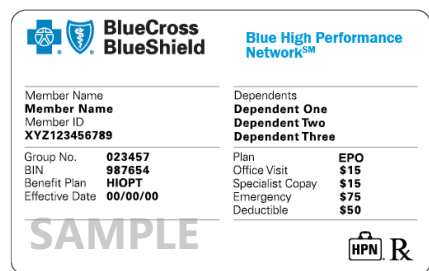 BlueCross
BlueShield
Blue High Performance
Network℠
Member Name
Member Name
Member ID
XYZ123456789
Dependents
Dependent One
Dependent Two
Dependent Three
Group No. 023457
BIN 987654
Benefit Plan HIOPT
Effective Date 00/00/00
Plan EPO
Office Visit $15
Specialist Copay $15
Emergency $75
Deductible $50
SAMPLE
HPN Rx